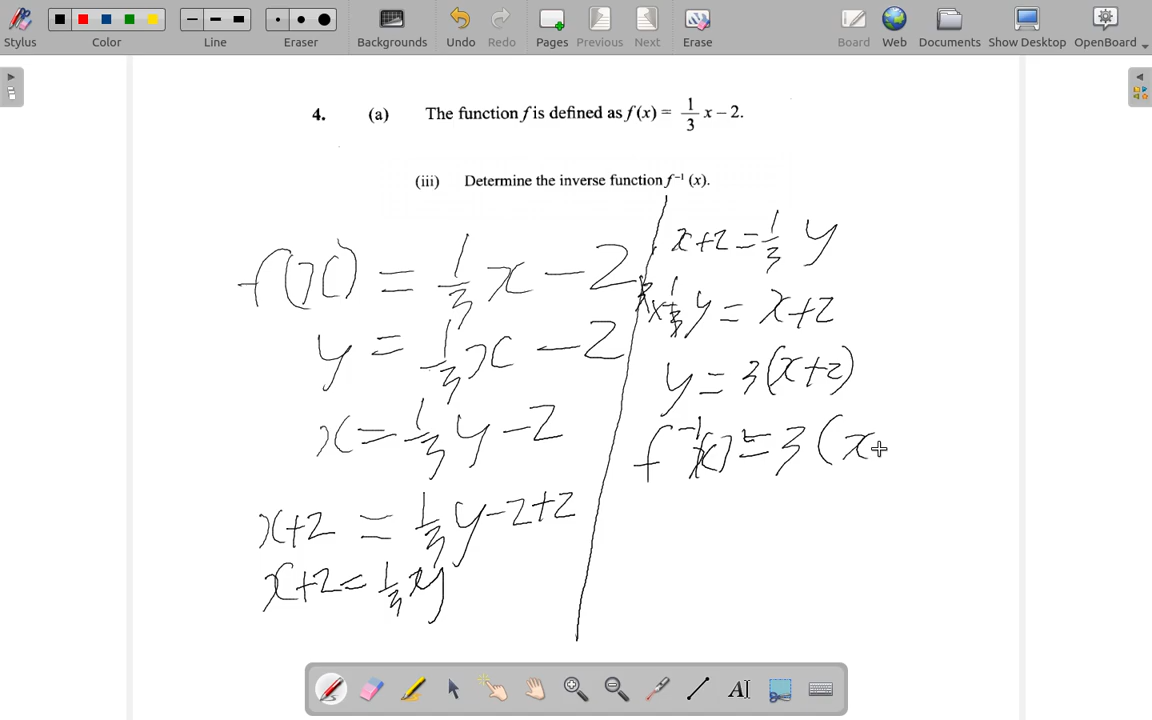 Stylus Color Line Eraser Backgrounds Undo Redo Pages Previous Next Erase Board Web Documents Show Desktop OpenBoard
4. (a) The function f is defined as f(x) = 1/3 x − 2.
(iii) Determine the inverse function f⁻¹ (x).
f(x) = 1/3 x − 2
y = 1/3 x − 2
x = 1/3 y − 2
x+2 = 1/3 y − 2 + 2
x+2 = 1/3 xy
x+2 = 1/3 y
3 x 1/3 y = x+2
y = 3(x+2)
f⁻¹(x) = 3(x
AI